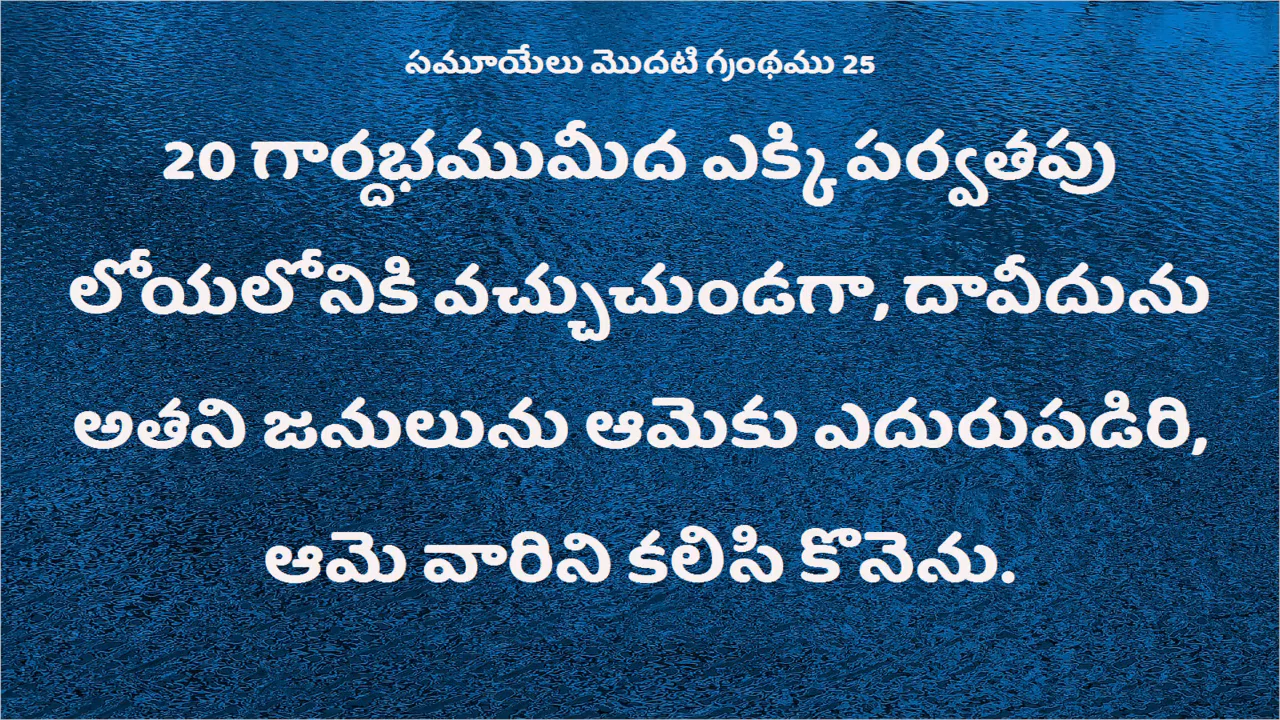 సమూయేలు మొదటి గ్రంథము 25
20 గార్దభముమీద ఎక్కి పర్వతపు
లోయలోనికి వచ్చుచుండగా, దావీదును
అతని జనులును ఆమెకు ఎదురుపడిరి,
ఆమె వారిని కలిసి కొనెను.